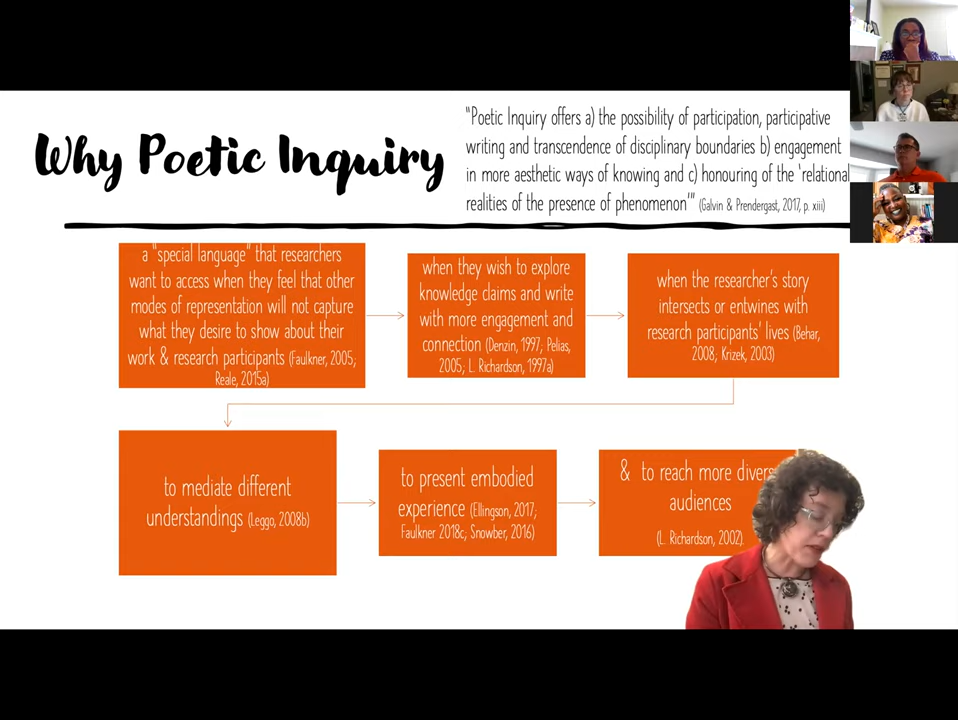 Why Poetic Inquiry
"Poetic Inquiry offers a) the possibility of participation, participative
writing and transcendence of disciplinary boundaries b) engagement
in more aesthetic ways of knowing and c) honouring of the 'relational
realities of the presence of phenomenon'" (Galvin & Prendergast, 2017, p. xiii)
a "special language" that researchers
want to access when they feel that other
modes of representation will not capture
what they desire to show about their
work & research participants (Faulkner, 2005;
Reale, 2015a)
when they wish to explore
knowledge claims and write
with more engagement and
connection (Denzin, 1997; Pelias,
2005; L. Richardson, 1997a)
when the researcher's story
intersects or entwines with
research participants' lives (Behar,
2008; Krizek, 2003)
to mediate different
understandings (Leggo, 2008b)
to present embodied
experience (Ellingson, 2017;
Faulkner 2018c; Snowber, 2016)
& to reach more divers
audiences
(L. Richardson, 2002).